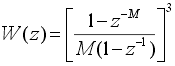 W(z) = [ (1 - z^{-M}) / (M(1 - z^{-1})) ]^3